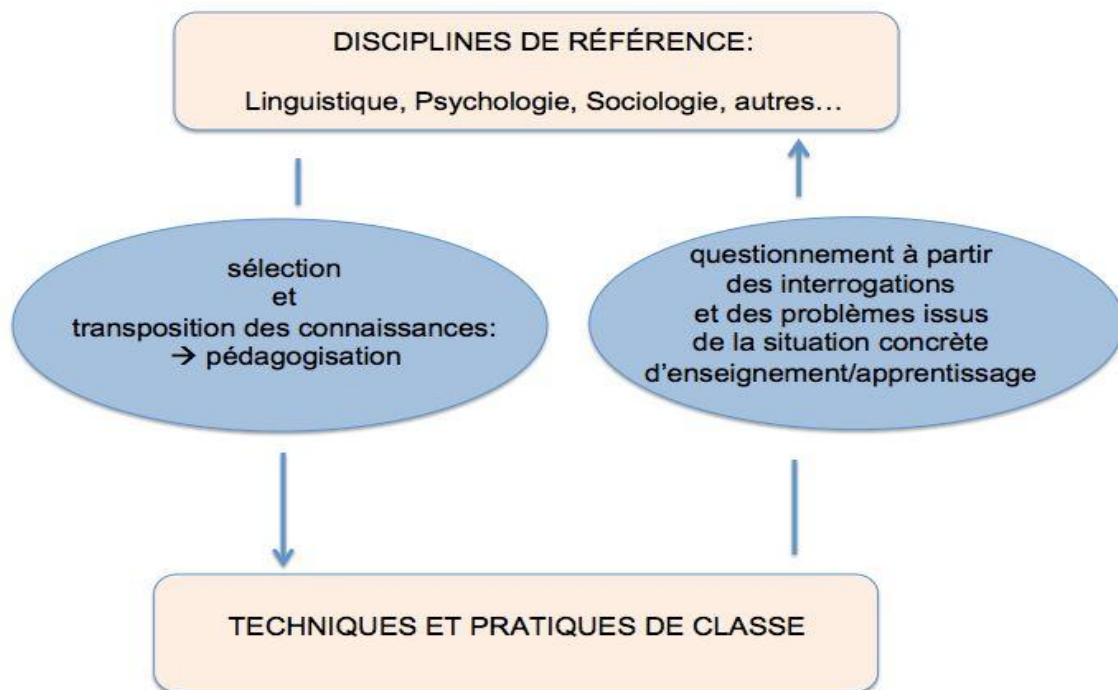 DISCIPLINES DE RÉFÉRENCE:
Linguistique, Psychologie, Sociologie, autres…
sélection
et
transposition des connaissances:
→ pédagogisation
questionnement à partir
des interrogations
et des problèmes issus
de la situation concrète
d'enseignement/apprentissage
TECHNIQUES ET PRATIQUES DE CLASSE